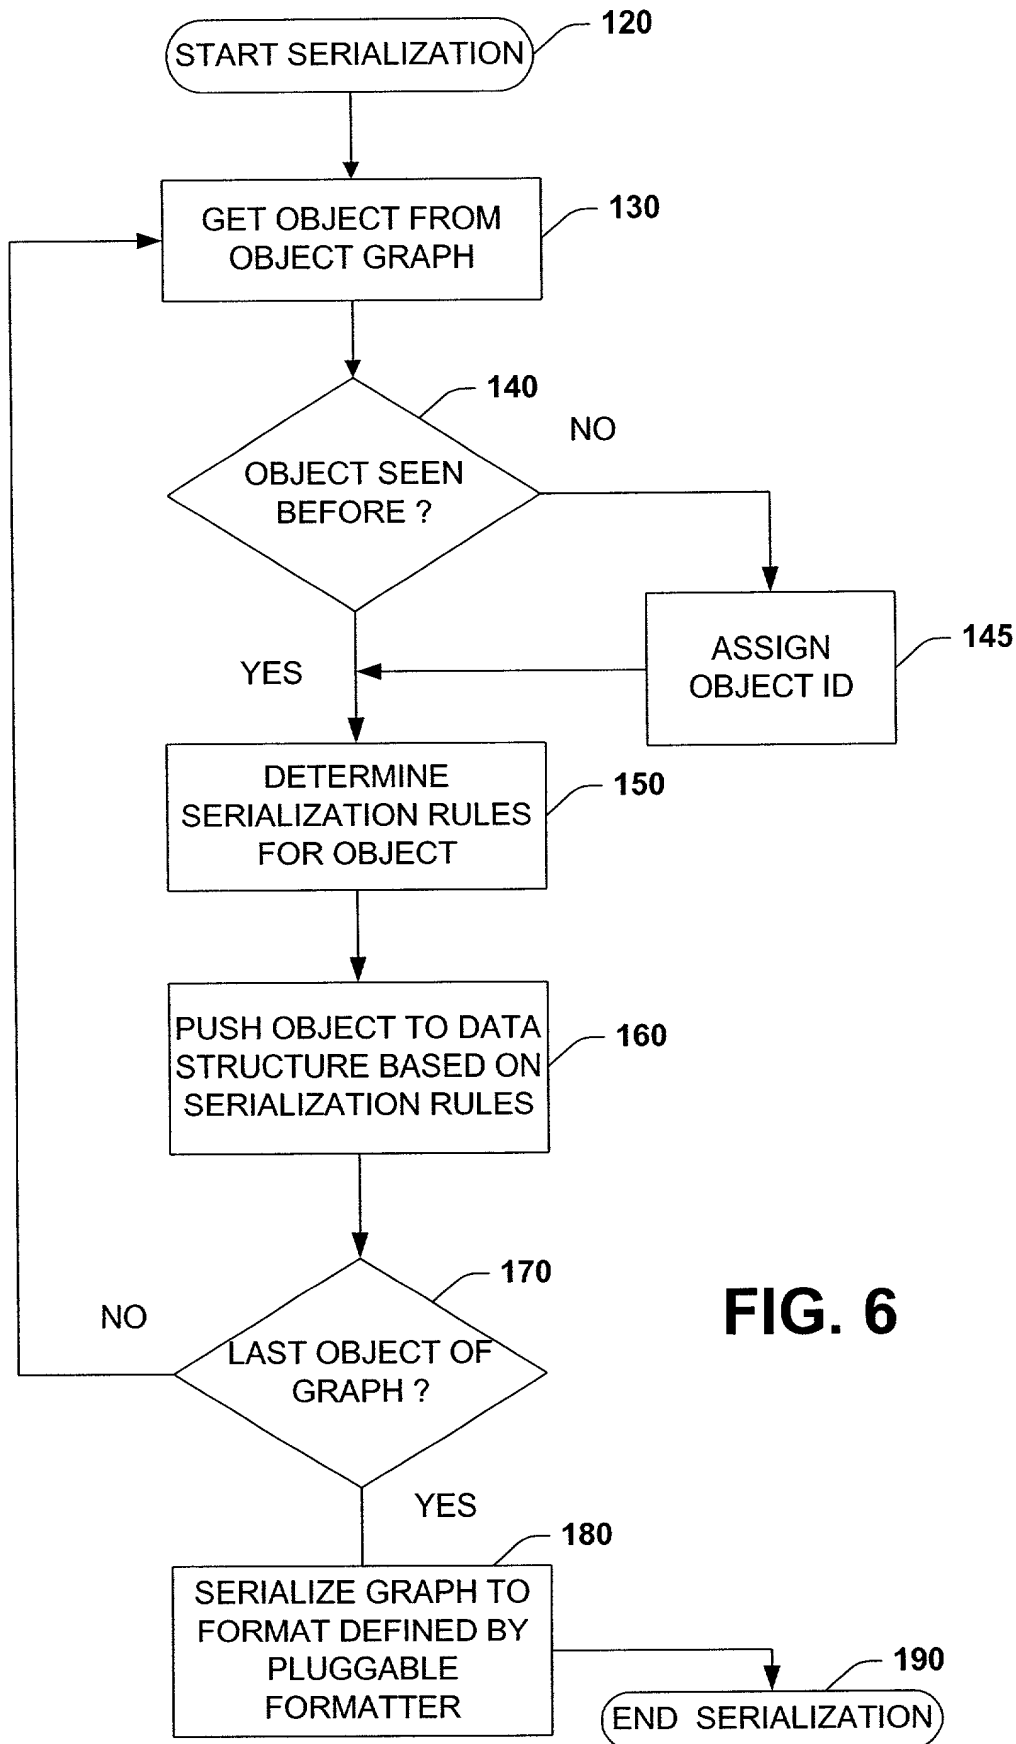 START SERIALIZATION
120
GET OBJECT FROM
OBJECT GRAPH
130
140
OBJECT SEEN
BEFORE ?
NO
ASSIGN
OBJECT ID
145
YES
DETERMINE
SERIALIZATION RULES
FOR OBJECT
150
PUSH OBJECT TO DATA
STRUCTURE BASED ON
SERIALIZATION RULES
160
170
LAST OBJECT OF
GRAPH ?
NO
FIG. 6
YES
180
SERIALIZE GRAPH TO
FORMAT DEFINED BY
PLUGGABLE
FORMATTER
190
END SERIALIZATION